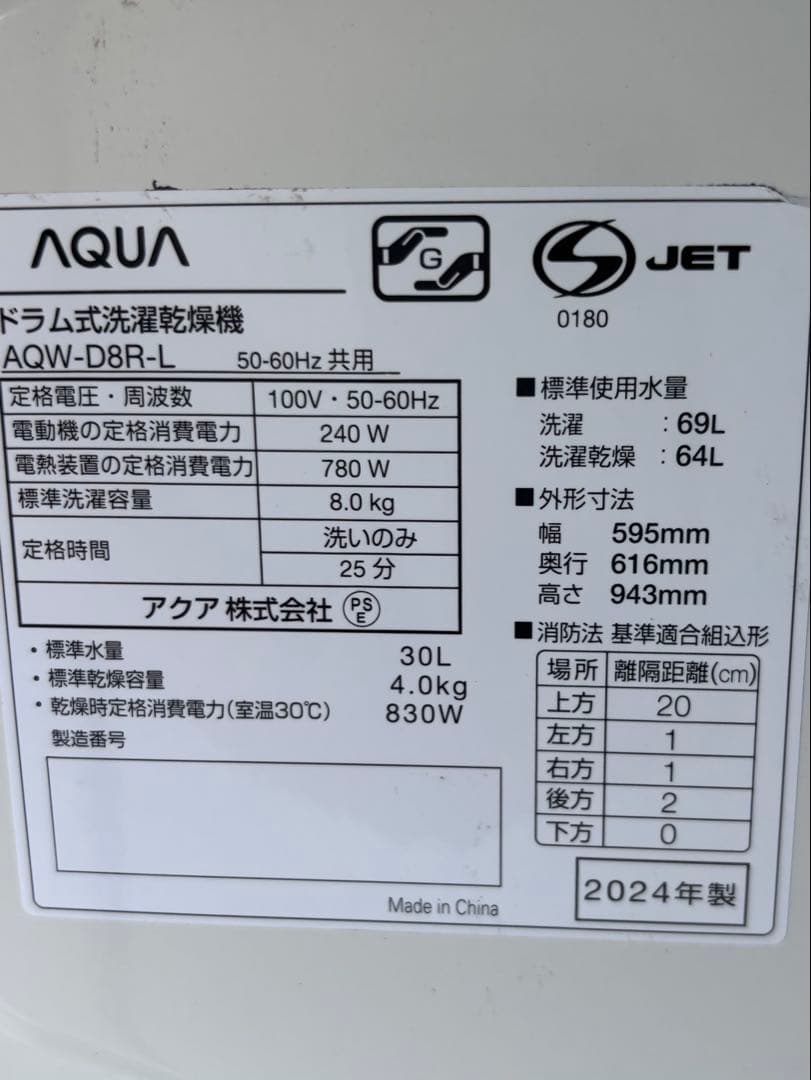 AQUA
G
S JET
0180
ドラム式洗濯乾燥機
AQW-D8R-L 50-60Hz 共用
定格電圧・周波数 100V・50-60Hz
電動機の定格消費電力 240 W
電熱装置の定格消費電力 780 W
標準洗濯容量 8.0 kg
定格時間 洗いのみ
25 分
アクア 株式会社 PSE
・標準水量 30L
・標準乾燥容量 4.0kg
・乾燥時定格消費電力(室温30℃) 830W
製造番号
Made in China
■標準使用水量
洗濯 : 69L
洗濯乾燥 : 64L
■外形寸法
幅 595mm
奥行 616mm
高さ 943mm
■消防法 基準適合組込形
場所 離隔距離(cm)
上方 20
左方 1
右方 1
後方 2
下方 0
2024年製